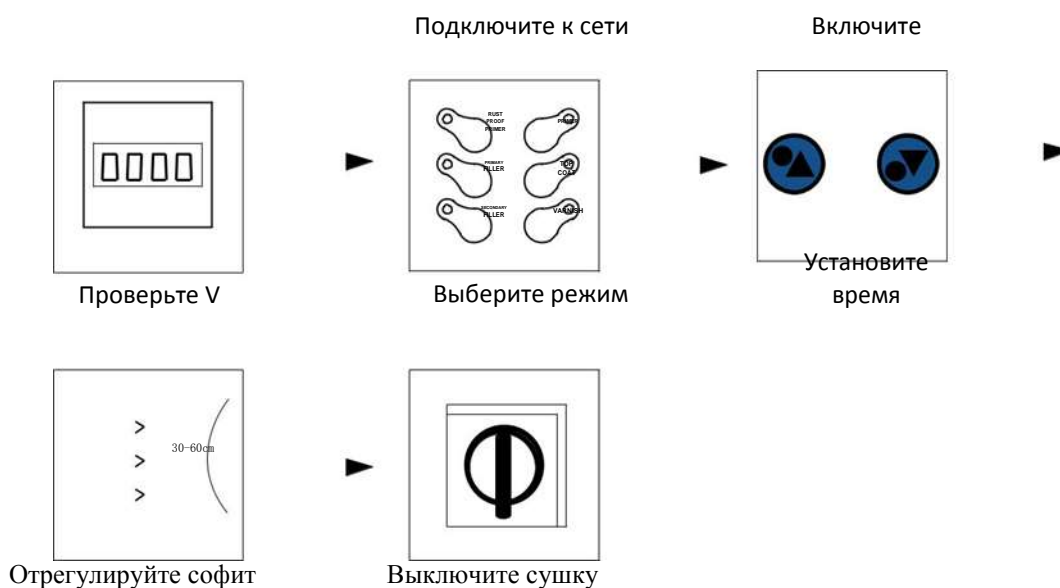 Подключите к сети
Включите
0000
RUST
PROOF
PRIMER
PRIMER
PRIMARY
FILLER
TOP
COAT
SECONDARY
FILLER
VARNISH
Проверьте V
Выберите режим
Установите
время
30-60cm
Отрегулируйте софит
Выключите сушку